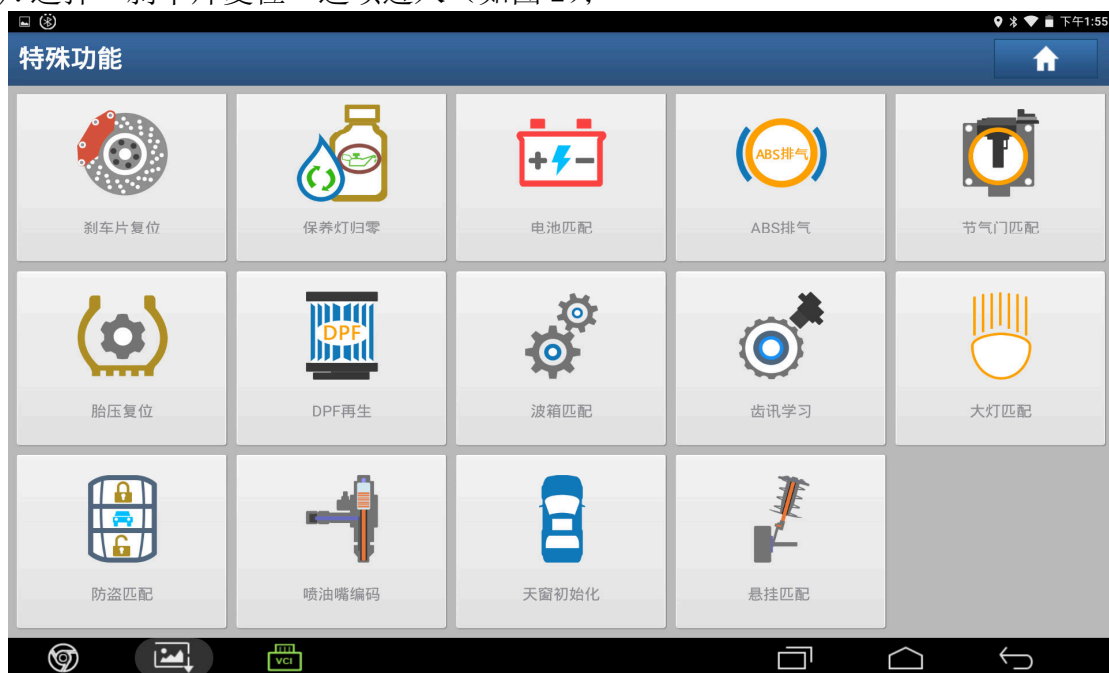 下午1:55
特殊功能
ABS排气
刹车片复位
保养灯归零
电池匹配
ABS排气
节气门匹配
DPF
胎压复位
DPF再生
波箱匹配
齿讯学习
大灯匹配
防盗匹配
喷油嘴编码
天窗初始化
悬挂匹配
VCI